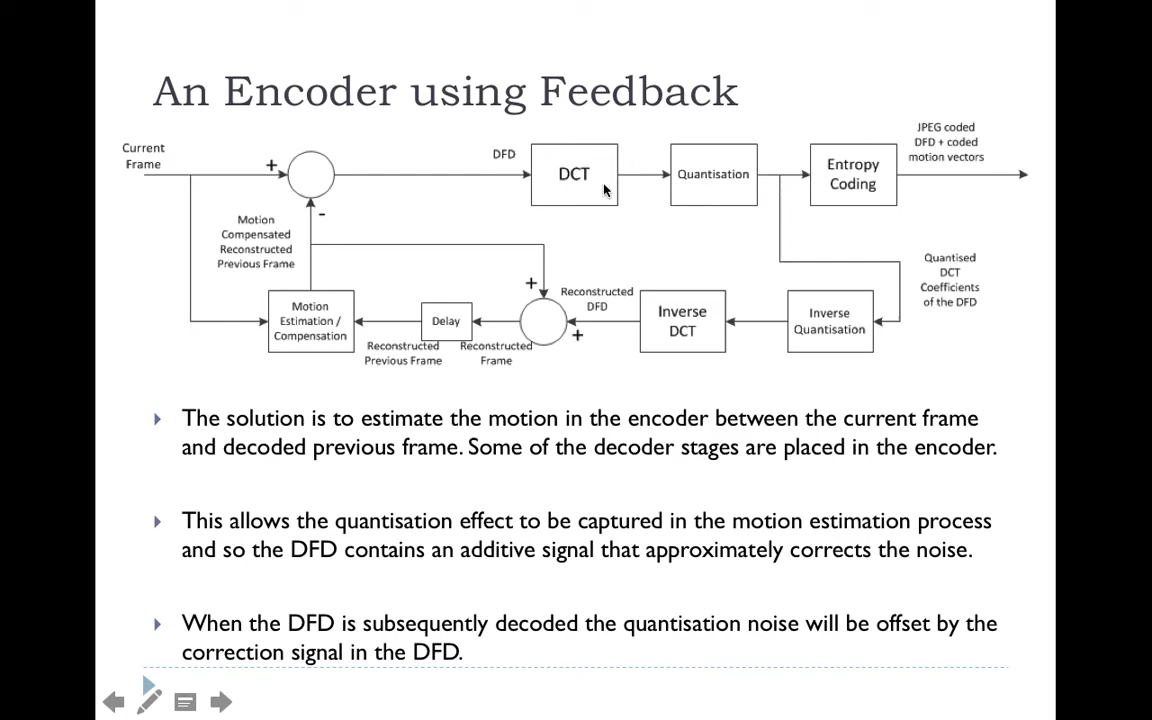 An Encoder using Feedback
Current
Frame
+
-
DFD
DCT
Quantisation
Entropy
Coding
JPEG coded
DFD + coded
motion vectors
Motion
Compensated
Reconstructed
Previous Frame
Quantised
DCT
Coefficients
of the DFD
Motion
Estimation /
Compensation
Delay
Reconstructed
Previous Frame
Reconstructed
Frame
+
+
Reconstructed
DFD
Inverse
DCT
Inverse
Quantisation
The solution is to estimate the motion in the encoder between the current frame
and decoded previous frame. Some of the decoder stages are placed in the encoder.
This allows the quantisation effect to be captured in the motion estimation process
and so the DFD contains an additive signal that approximately corrects the noise.
When the DFD is subsequently decoded the quantisation noise will be offset by the
correction signal in the DFD.